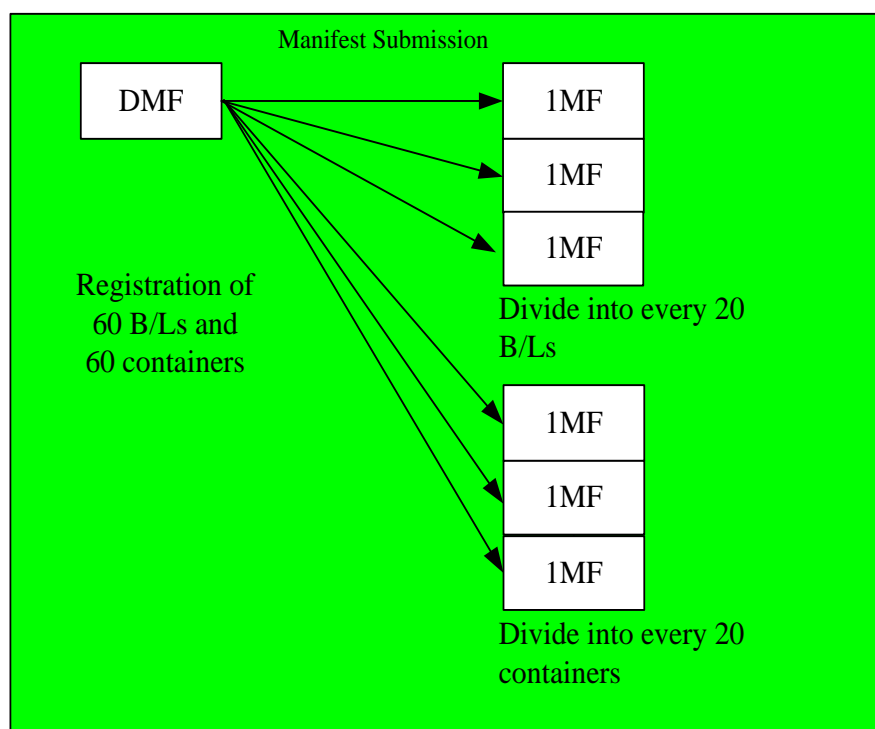 Manifest Submission
DMF
1MF
1MF
1MF
Divide into every 20
B/Ls
Registration of
60 B/Ls and
60 containers
1MF
1MF
1MF
Divide into every 20
containers